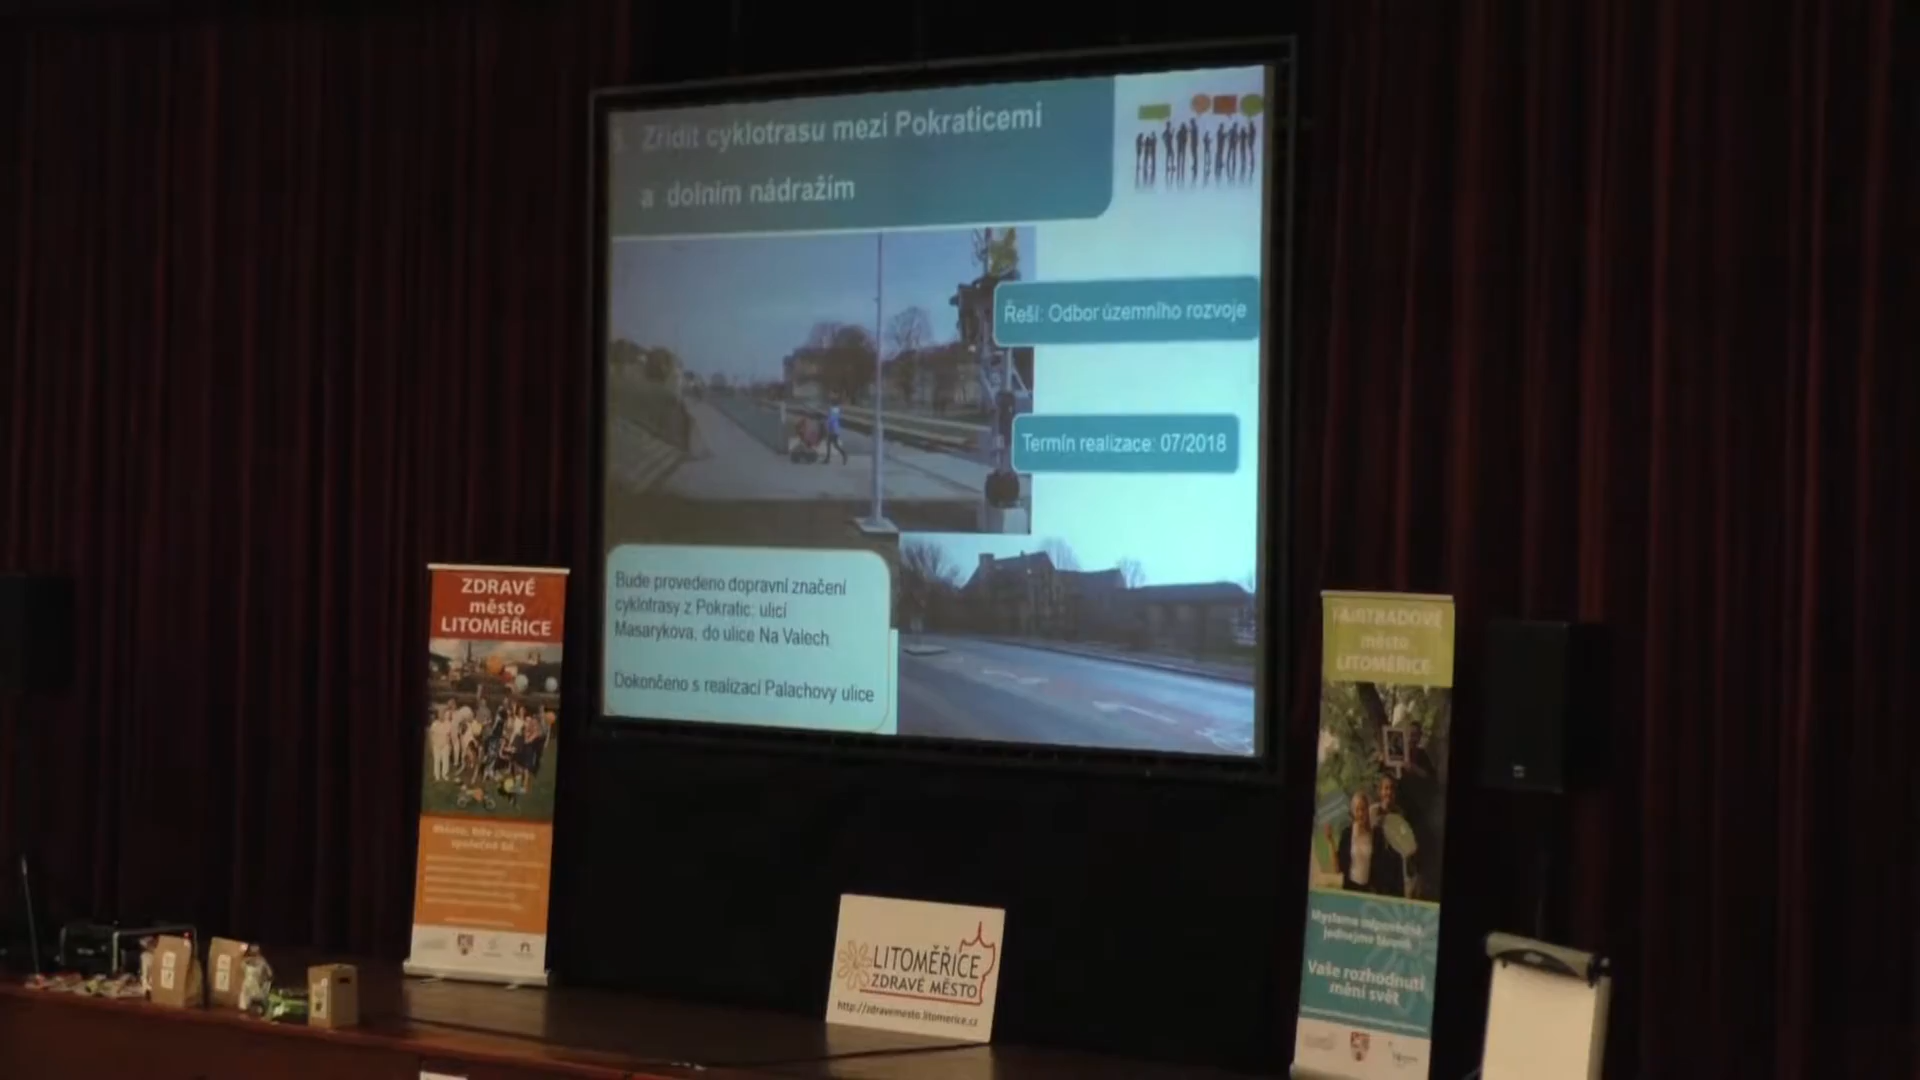 Zřídit cyklotrasu mezi Pokraticemi
a dolním nádražím
Řeší: Odbor územního rozvoje
Termín realizace: 07/2018
Bude provedeno dopravní značení
cyklotrasy z Pokratic: ulicí
Masarykova, do ulice Na Valech
Dokončeno s realizací Palachovy ulice
ZDRAVÉ
město
LITOMĚŘICE
FAIRTRADOVÉ
město
LITOMĚŘICE
Vaše rozhodnutí
mění svět
LITOMĚŘICE
ZDRAVÉ MĚSTO
http://zdravemesto.litomerice.cz